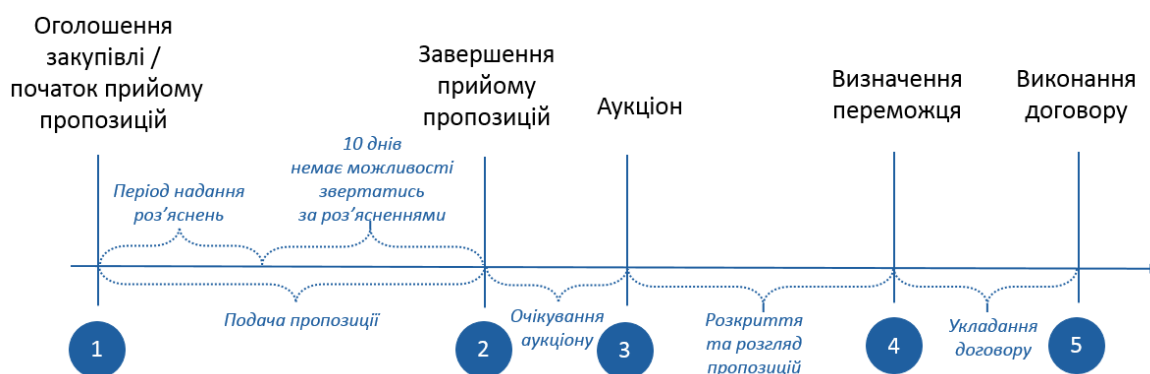 Оголошення
закупівлі /
початок прийому
пропозицій
Завершення
прийому
пропозицій
Аукціон
Визначення
переможця
Виконання
договору
Період надання
роз’яснень
10 днів
немає можливості
звертатись
за роз’ясненнями
Подача пропозиції
Очікування
аукціону
Розкриття
та розгляд
пропозицій
Укладання
договору
1
2
3
4
5